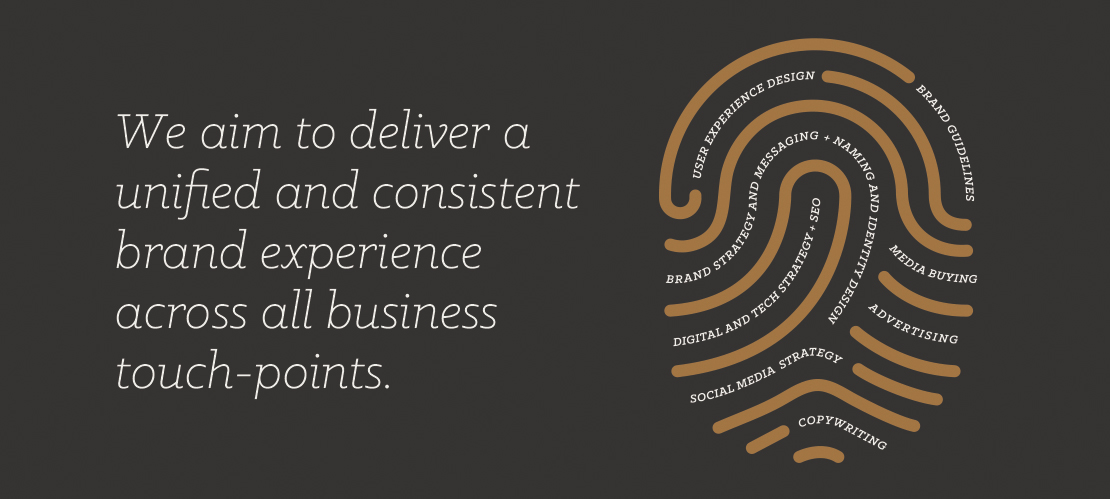 We aim to deliver a
unified and consistent
brand experience
across all business
touch-points.
USER EXPERIENCE DESIGN
BRAND GUIDELINES
BRAND STRATEGY AND MESSAGING + NAMING AND IDENTITY DESIGN
DIGITAL AND TECH STRATEGY + SEO
MEDIA BUYING
ADVERTISING
SOCIAL MEDIA STRATEGY
COPYWRITING